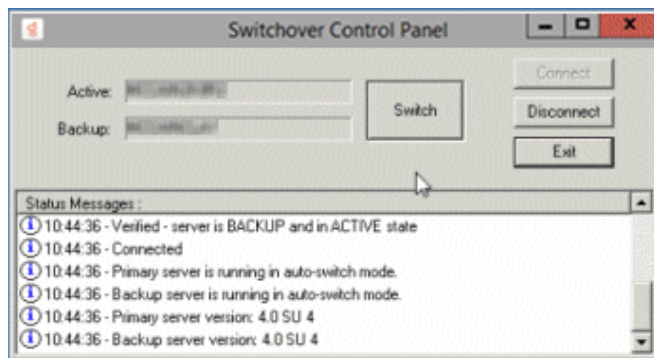 Switchover Control Panel
Active:
Backup:
Switch
Connect
Disconnect
Exit
Status Messages :
10:44:36 - Verified - server is BACKUP and in ACTIVE state
10:44:36 - Connected
10:44:36 - Primary server is running in auto-switch mode.
10:44:36 - Backup server is running in auto-switch mode.
10:44:36 - Primary server version: 4.0 SU 4
10:44:36 - Backup server version: 4.0 SU 4